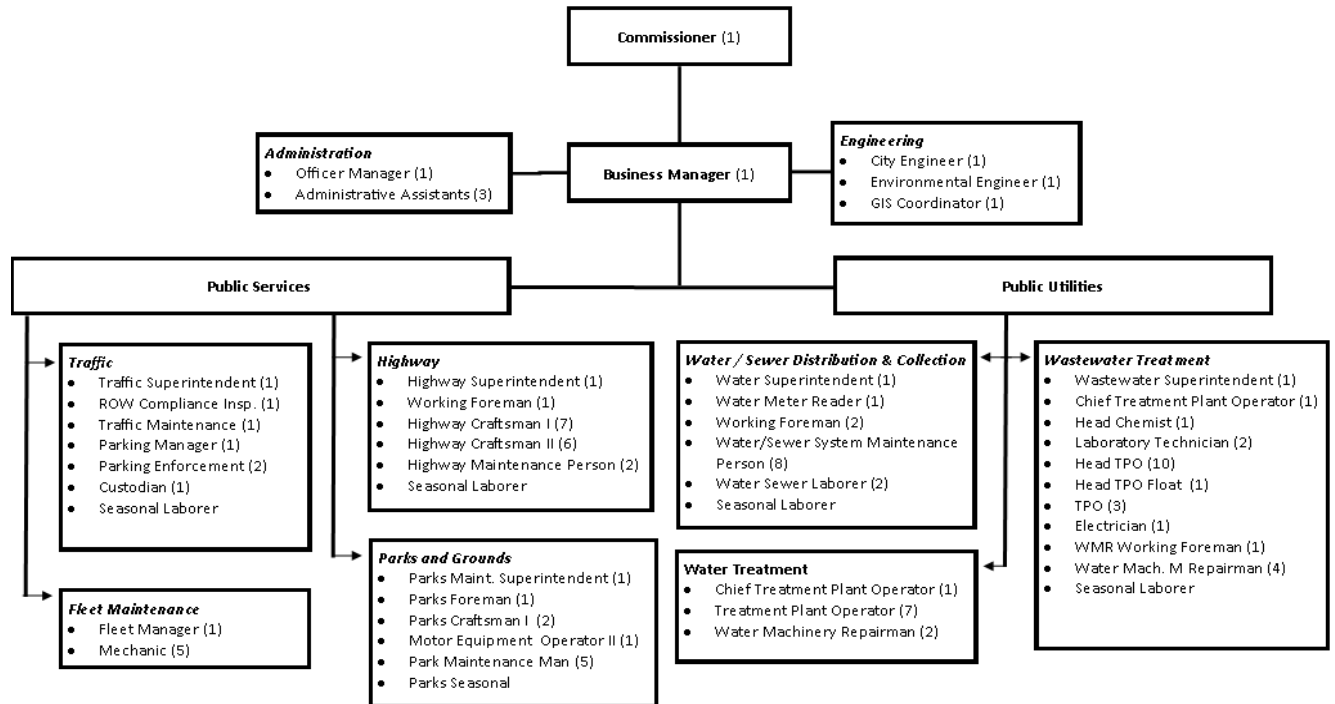 Commissioner (1)
Administration
• Officer Manager (1)
• Administrative Assistants (3)
Business Manager (1)
Engineering
• City Engineer (1)
• Environmental Engineer (1)
• GIS Coordinator (1)
Public Services
Public Utilities
Traffic
• Traffic Superintendent (1)
• ROW Compliance Insp. (1)
• Traffic Maintenance (1)
• Parking Manager (1)
• Parking Enforcement (2)
• Custodian (1)
• Seasonal Laborer
Fleet Maintenance
• Fleet Manager (1)
• Mechanic (5)
Highway
• Highway Superintendent (1)
• Working Foreman (1)
• Highway Craftsman I (7)
• Highway Craftsman II (6)
• Highway Maintenance Person (2)
• Seasonal Laborer
Parks and Grounds
• Parks Maint. Superintendent (1)
• Parks Foreman (1)
• Parks Craftsman I (2)
• Motor Equipment Operator II (1)
• Park Maintenance Man (5)
• Parks Seasonal
Water / Sewer Distribution & Collection
• Water Superintendent (1)
• Water Meter Reader (1)
• Working Foreman (2)
• Water/Sewer System Maintenance
Person (8)
• Water Sewer Laborer (2)
• Seasonal Laborer
Water Treatment
• Chief Treatment Plant Operator (1)
• Treatment Plant Operator (7)
• Water Machinery Repairman (2)
Wastewater Treatment
• Wastewater Superintendent (1)
• Chief Treatment Plant Operator (1)
• Head Chemist (1)
• Laboratory Technician (2)
• Head TPO (10)
• Head TPO Float (1)
• TPO (3)
• Electrician (1)
• WMR Working Foreman (1)
• Water Mach. M Repairman (4)
• Seasonal Laborer